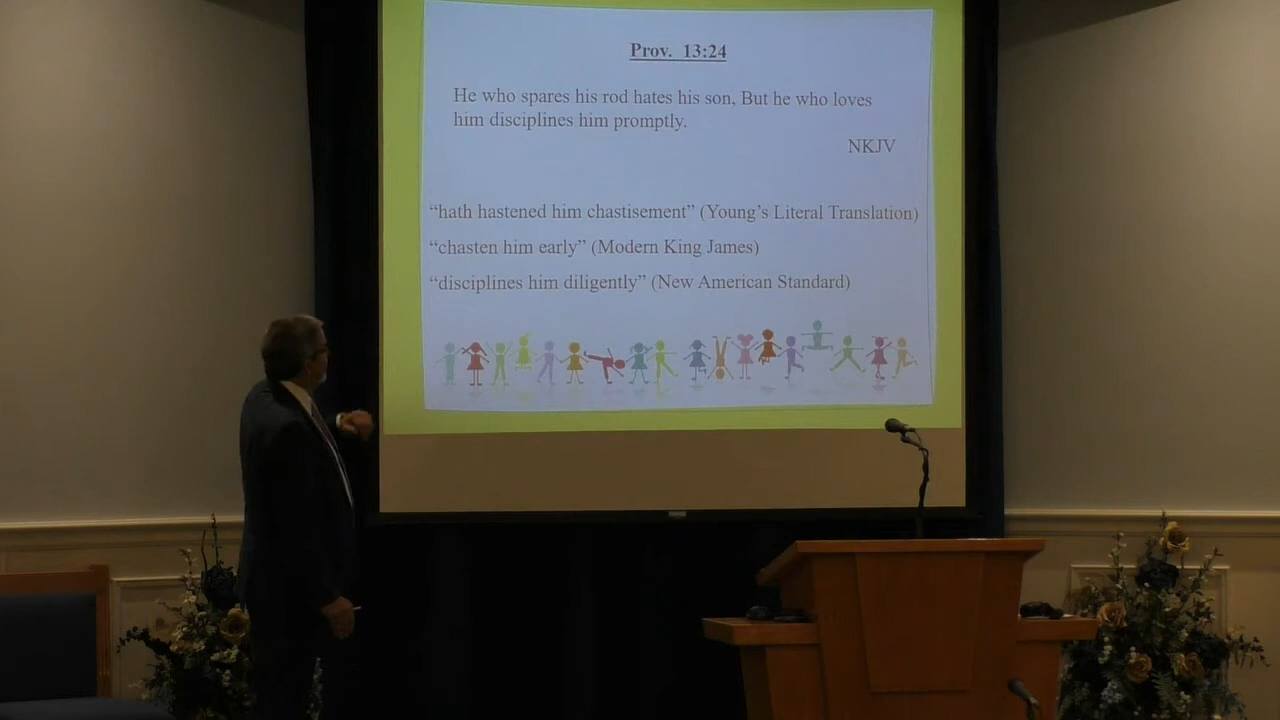 Prov. 13:24
He who spares his rod hates his son, But he who loves
him disciplines him promptly.
NKJV
“hath hastened him chastisement” (Young’s Literal Translation)
“chasten him early” (Modern King James)
“disciplines him diligently” (New American Standard)